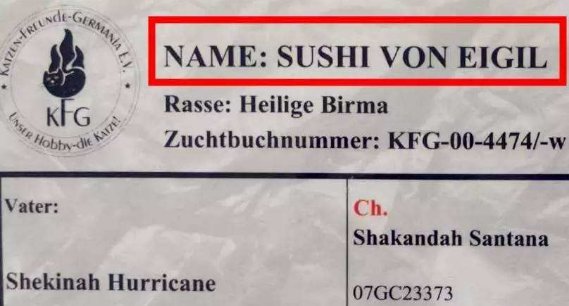 KATZEN-FREUNDE-GERMANIA E.V.
KFG
UNSER HOBBY-DIE KATZE!
NAME: SUSHI VON EIGIL
Rasse: Heilige Birma
Zuchtbuchnummer: KFG-00-4474/-w
Vater:
Shekinah Hurricane
Ch.
Shakandah Santana
07GC23373